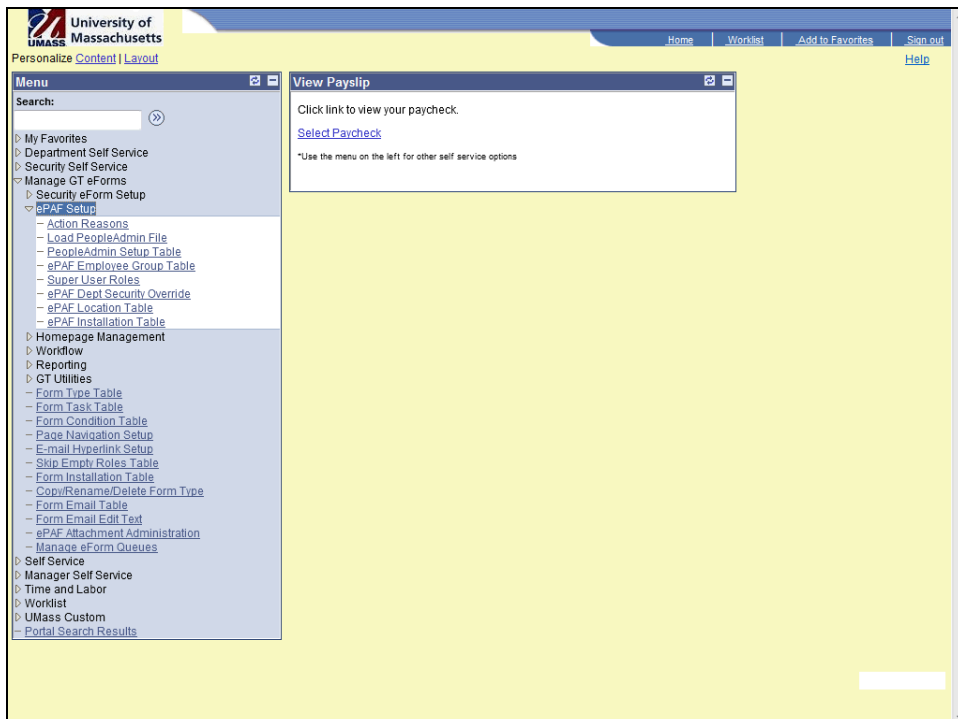 University of
Massachusetts
UMASS
Home Worklist Add to Favorites Sign out
Personalize Content | Layout
Help
Menu
Search:
My Favorites
Department Self Service
Security Self Service
Manage GT eForms
Security eForm Setup
ePAF Setup
– Action Reasons
– Load PeopleAdmin File
– PeopleAdmin Setup Table
– ePAF Employee Group Table
– Super User Roles
– ePAF Dept Security Override
– ePAF Location Table
– ePAF Installation Table
Homepage Management
Workflow
Reporting
GT Utilities
– Form Type Table
– Form Task Table
– Form Condition Table
– Page Navigation Setup
– E-mail Hyperlink Setup
– Skip Empty Roles Table
– Form Installation Table
– Copy/Rename/Delete Form Type
– Form Email Table
– Form Email Edit Text
– ePAF Attachment Administration
– Manage eForm Queues
Self Service
Manager Self Service
Time and Labor
Worklist
UMass Custom
– Portal Search Results
View Payslip
Click link to view your paycheck.
Select Paycheck
*Use the menu on the left for other self service options